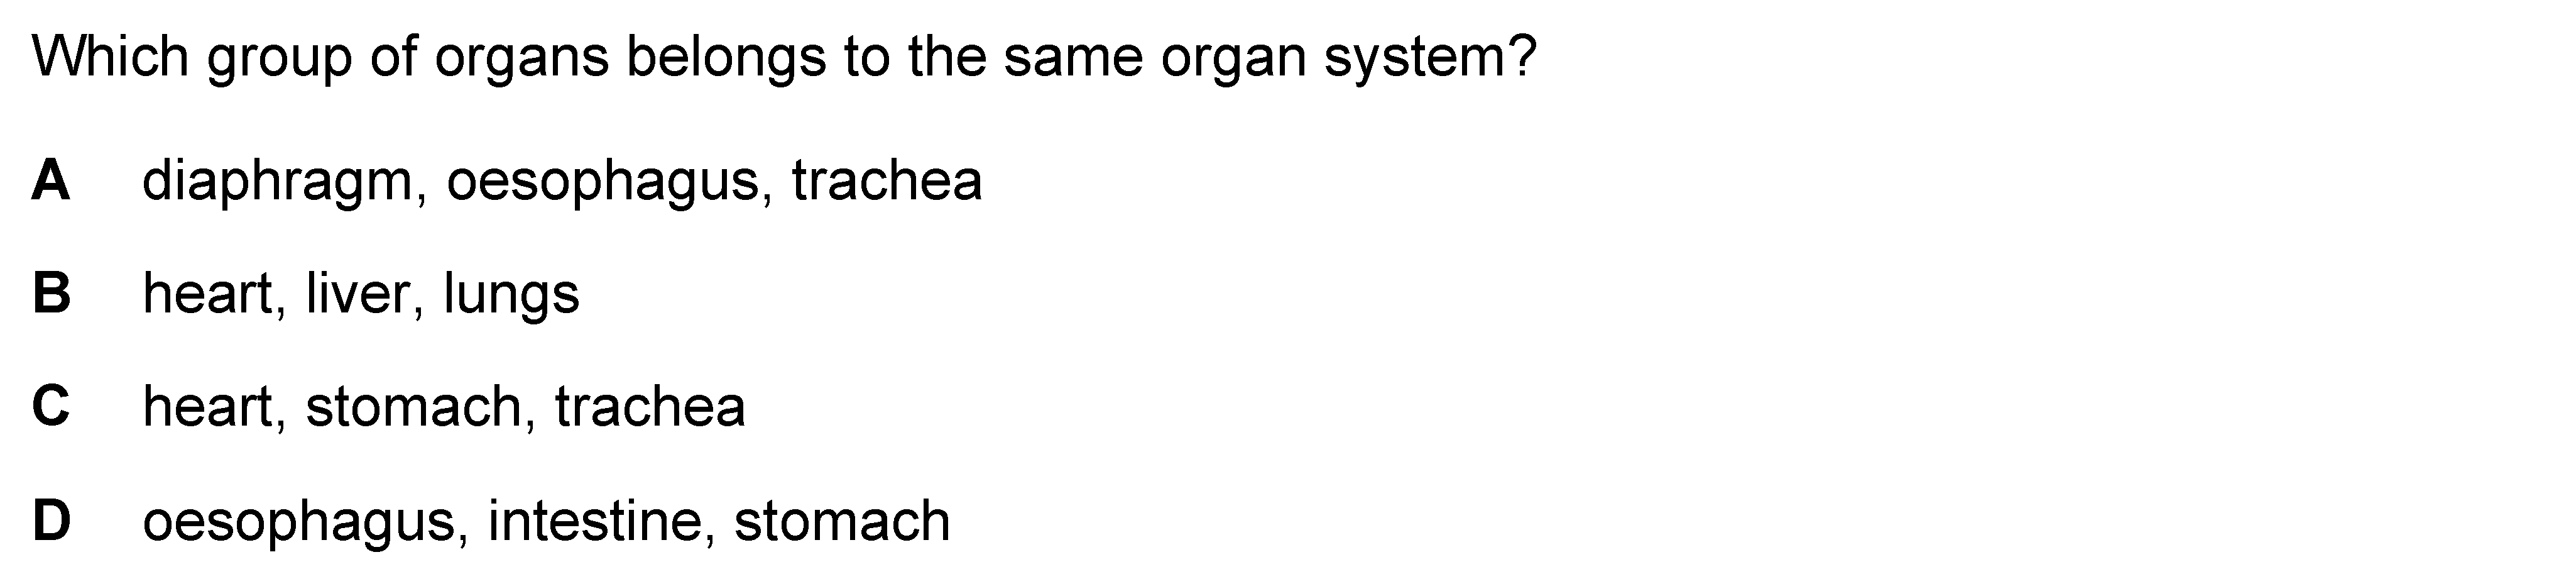 Which group of organs belongs to the same organ system?
A diaphragm, oesophagus, trachea
B heart, liver, lungs
C heart, stomach, trachea
D oesophagus, intestine, stomach